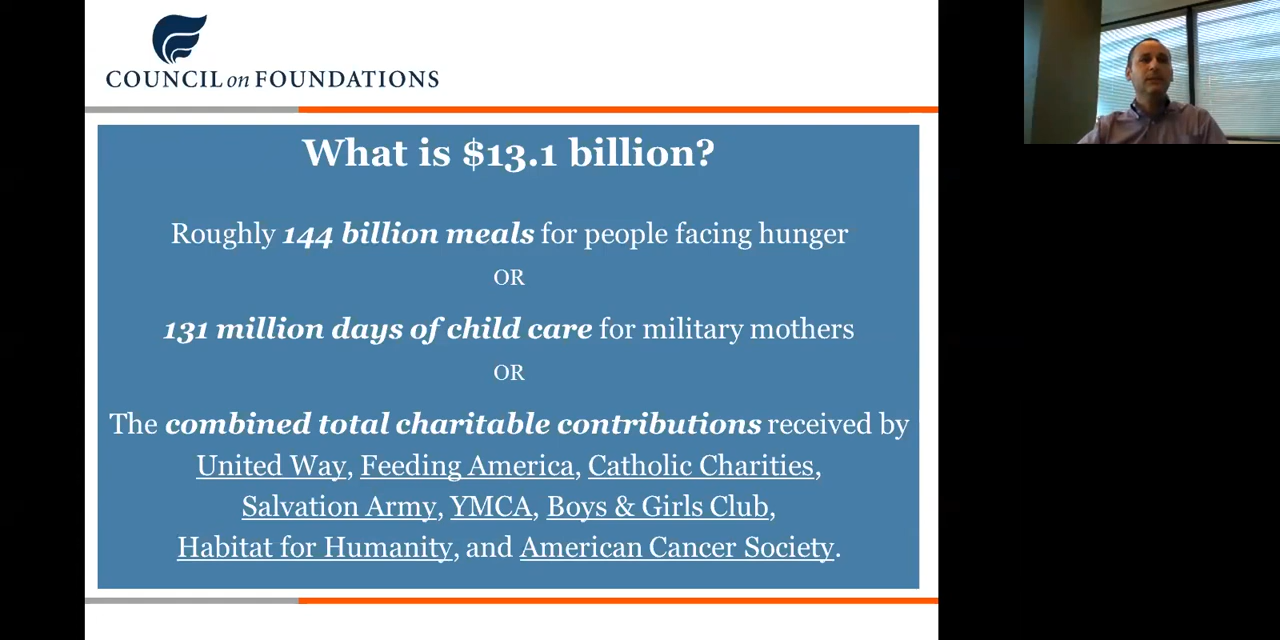 COUNCIL on FOUNDATIONS
What is $13.1 billion?
Roughly 144 billion meals for people facing hunger
OR
131 million days of child care for military mothers
OR
The combined total charitable contributions received by
United Way, Feeding America, Catholic Charities,
Salvation Army, YMCA, Boys & Girls Club,
Habitat for Humanity, and American Cancer Society.